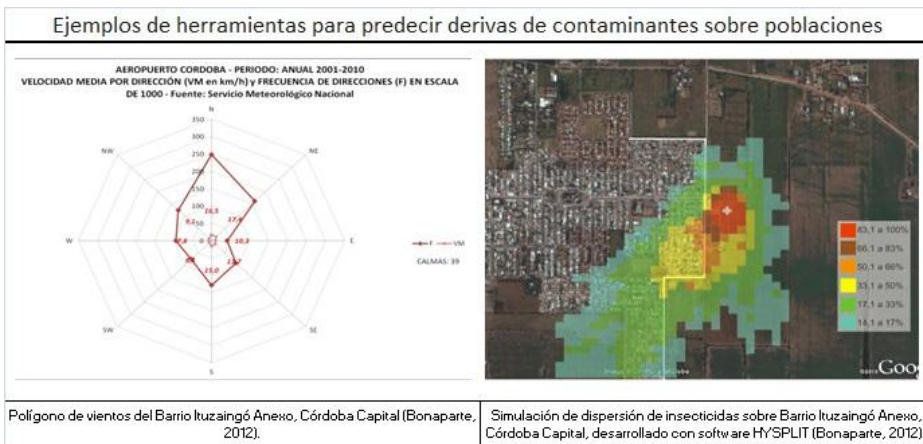 Ejemplos de herramientas para predecir derivas de contaminantes sobre poblaciones
AEROPUERTO CORDOBA - PERIODO: ANUAL 2001-2010
VELOCIDAD MEDIA POR DIRECCIÓN (VM en km/h) y FRECUENCIA DE DIRECCIONES (F) EN ESCALA
DE 1000 - Fuente: Servicio Meteorológico Nacional
N
350
300
250
200
150
100
50
0
NW
NE
W
E
SW
SE
S
16,5
17,4
10,3
15,0
9,1
F
VM
CALMAS: 39
83,1 a 100%
66,1 a 83%
50,1 a 66%
33,1 a 50%
17,1 a 33%
14,1 a 17%
Goo
Polígono de vientos del Barrio Ituzaingó Anexo, Córdoba Capital (Bonaparte,
2012).
Simulación de dispersión de insecticidas sobre Barrio Ituzaingó Anexo,
Córdoba Capital, desarrollado con software HYSPLIT (Bonaparte, 2012)